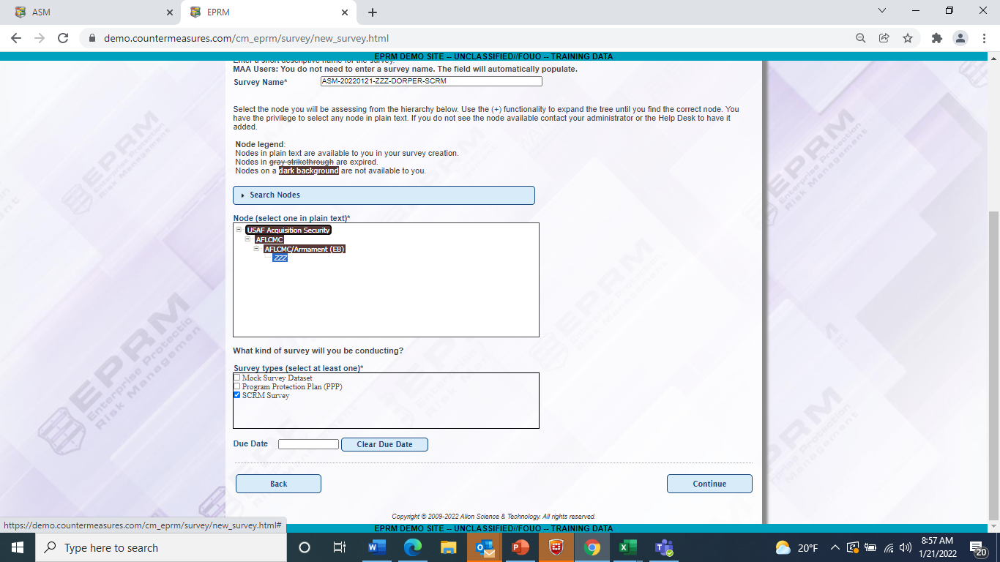 ASM
EPRM
demo.countermeasures.com/cm_eprm/survey/new_survey.html
EPRM DEMO SITE -- UNCLASSIFIED//FOUO -- TRAINING DATA
Enter a short descriptive name for the survey.
MAA Users: You do not need to enter a survey name. The field will automatically populate.
Survey Name* ASM-20220121-ZZZ-DORPER-SCRM
Select the node you will be assessing from the hierarchy below. Use the (+) functionality to expand the tree until you find the correct node. You
have the privilege to select any node in plain text. If you do not see the node available contact your administrator or the Help Desk to have it
added.
Node legend:
Nodes in plain text are available to you in your survey creation.
Nodes in gray strikethrough are expired.
Nodes on a dark background are not available to you.
Search Nodes
Node (select one in plain text)*
USAF Acquisition Security
AFLCMC
AFLCMC/Armament (EB)
ZZZ
What kind of survey will you be conducting?
Survey types (select at least one)*
Mock Survey Dataset
Program Protection Plan (PPP)
SCRM Survey
Due Date Clear Due Date
Back Continue
Copyright © 2009-2022 Alion Science & Technology. All rights reserved.
https://demo.countermeasures.com/cm_eprm/survey/new_survey.html#
EPRM DEMO SITE -- UNCLASSIFIED//FOUO -- TRAINING DATA
EPRM
Enterprise Protection
Risk Management
Type here to search
20°F
8:57 AM
1/21/2022
20